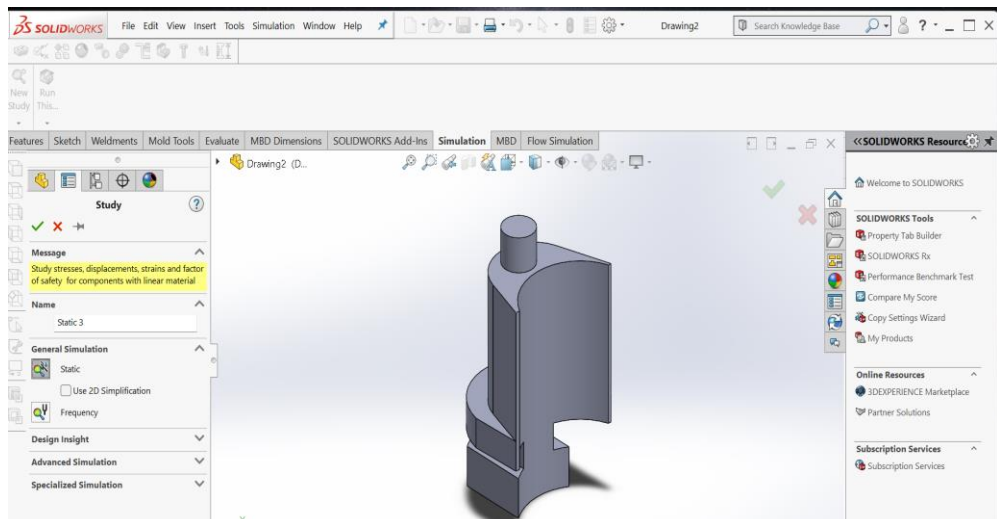 SOLIDWORKS File Edit View Insert Tools Simulation Window Help Drawing2 Search Knowledge Base
New Study
Run This...
Features Sketch Weldments Mold Tools Evaluate MBD Dimensions SOLIDWORKS Add-Ins Simulation MBD Flow Simulation
Drawing2 (D...
Study
Message
Study stresses, displacements, strains and factor
of safety for components with linear material
Name
Static 3
General Simulation
Static
Use 2D Simplification
Frequency
Design Insight
Advanced Simulation
Specialized Simulation
SOLIDWORKS Resource
Welcome to SOLIDWORKS
SOLIDWORKS Tools
Property Tab Builder
SOLIDWORKS Rx
Performance Benchmark Test
Compare My Score
Copy Settings Wizard
My Products
Online Resources
3DEXPERIENCE Marketplace
Partner Solutions
Subscription Services
Subscription Services